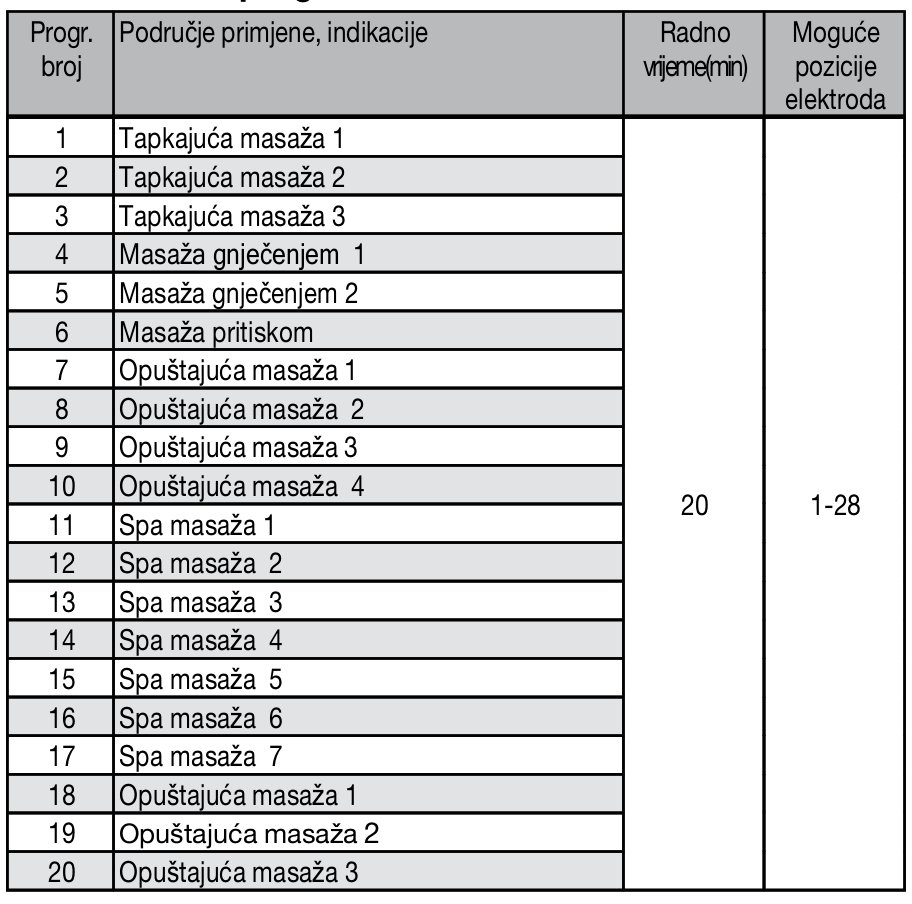 Progr. broj Područje primjene, indikacije Radno vrijeme(min) Moguće pozicije elektroda
1 Tapkajuća masaža 1
2 Tapkajuća masaža 2
3 Tapkajuća masaža 3
4 Masaža gnječenjem 1
5 Masaža gnječenjem 2
6 Masaža pritiskom
7 Opuštajuća masaža 1
8 Opuštajuća masaža 2
9 Opuštajuća masaža 3
10 Opuštajuća masaža 4
11 Spa masaža 1
12 Spa masaža 2
13 Spa masaža 3
14 Spa masaža 4
15 Spa masaža 5
16 Spa masaža 6
17 Spa masaža 7
18 Opuštajuća masaža 1
19 Opuštajuća masaža 2
20 Opuštajuća masaža 3
20 1-28